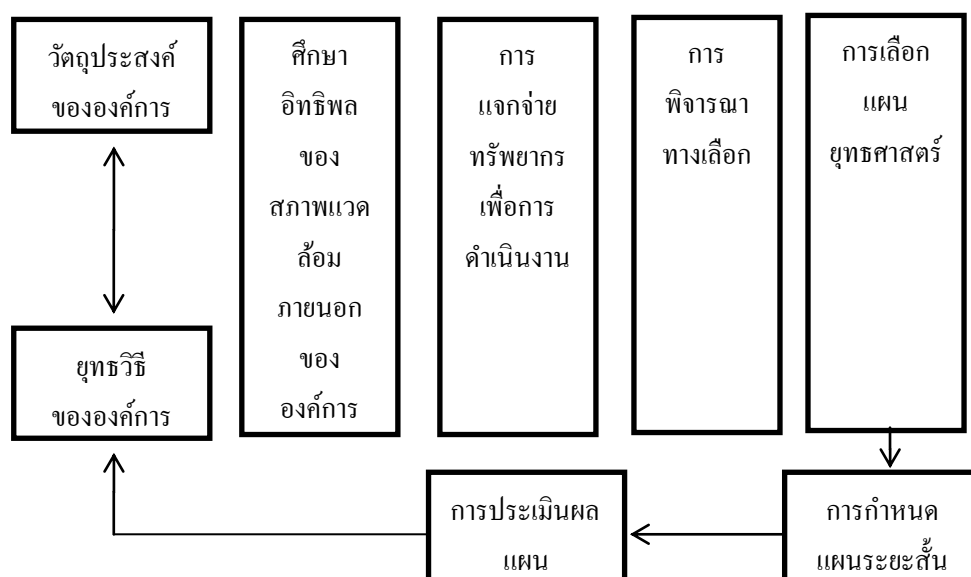 วัตถุประสงค์
ขององค์การ
ยุทธวิธี
ขององค์การ
ศึกษา
อิทธิพล
ของ
สภาพแวด
ล้อม
ภายนอก
ของ
องค์การ
การ
แจกจ่าย
ทรัพยากร
เพื่อการ
ดำเนินงาน
การ
พิจารณา
ทางเลือก
การเลือก
แผน
ยุทธศาสตร์
การกำหนด
แผนระยะสั้น
การประเมินผล
แผน